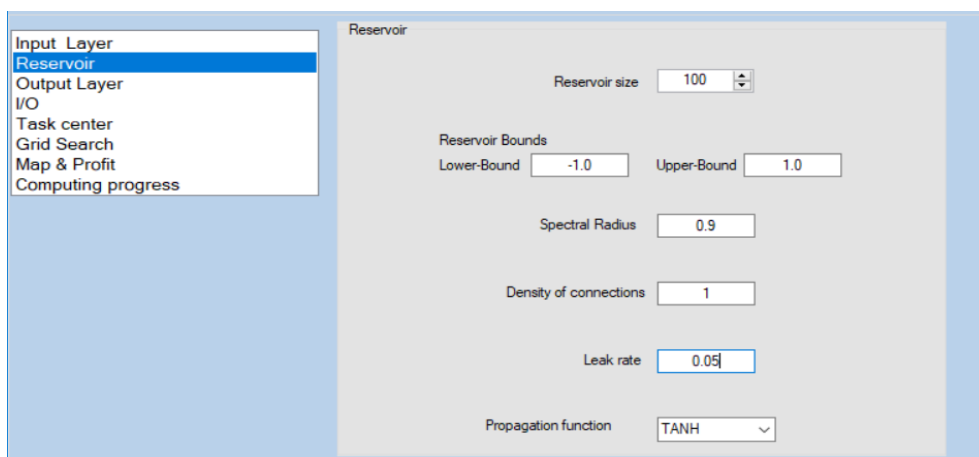 Input Layer
Reservoir
Output Layer
I/O
Task center
Grid Search
Map & Profit
Computing progress
Reservoir
Reservoir size 100
Reservoir Bounds
Lower-Bound -1.0 Upper-Bound 1.0
Spectral Radius 0.9
Density of connections 1
Leak rate 0.05
Propagation function TANH